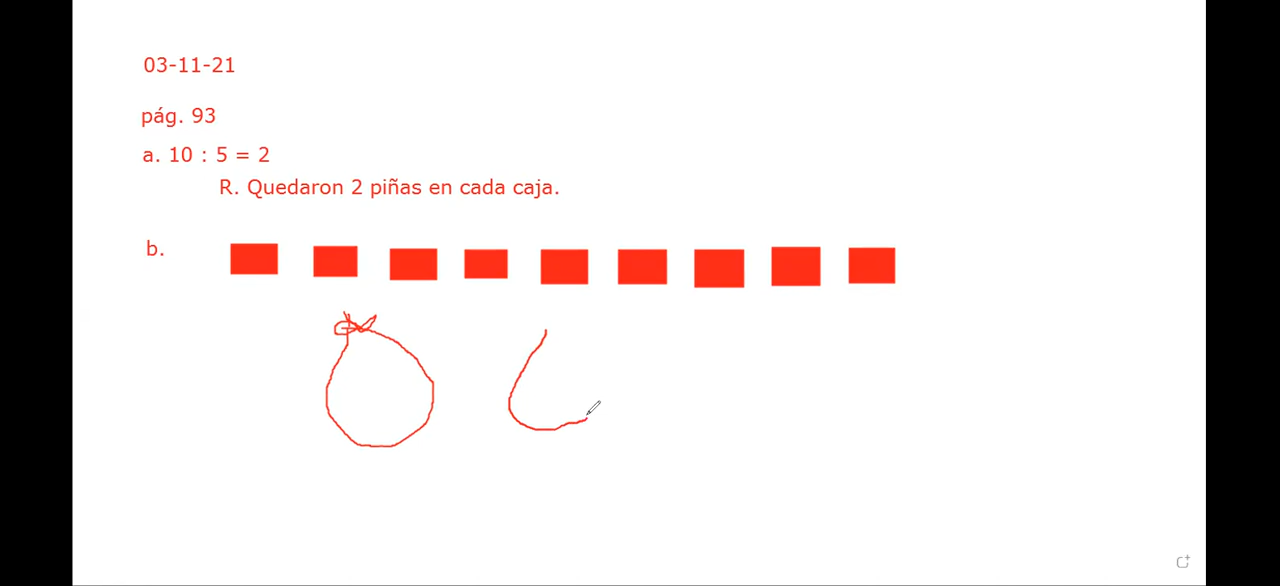 03-11-21
pág. 93
a. 10 : 5 = 2
R. Quedaron 2 piñas en cada caja.
b.